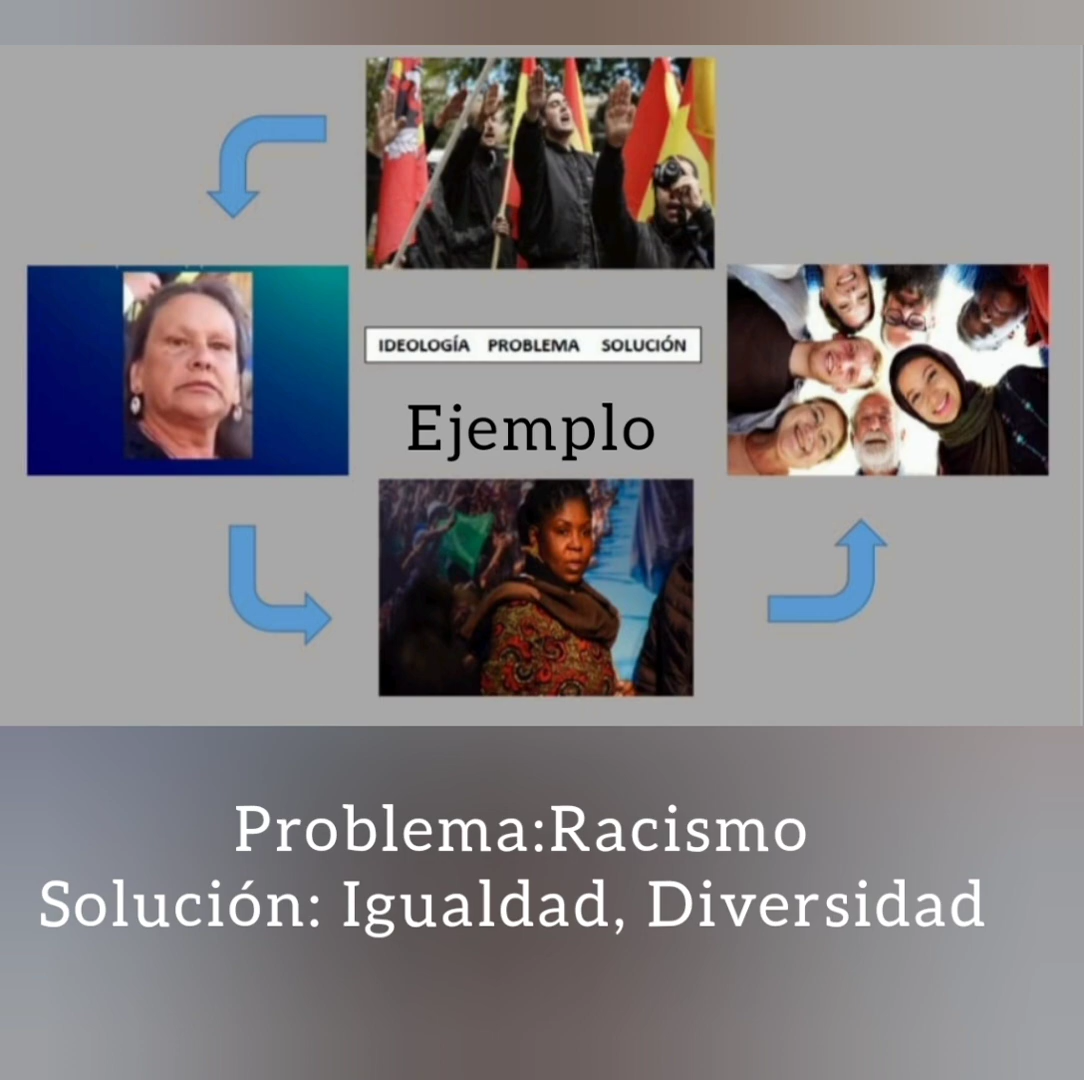 IDEOLOGÍA PROBLEMA SOLUCIÓN
Ejemplo
Problema:Racismo
Solución: Igualdad, Diversidad